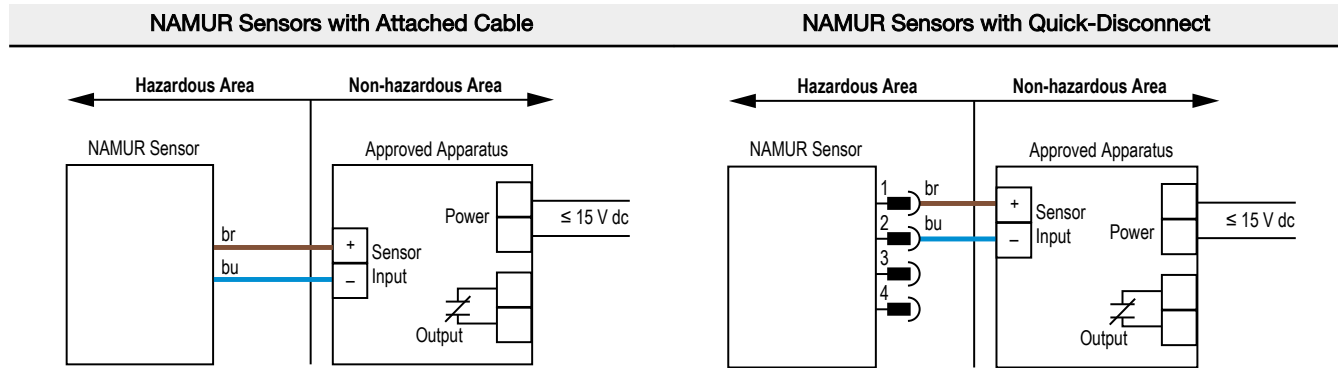 NAMUR Sensors with Attached Cable
Hazardous Area
Non-hazardous Area
NAMUR Sensor
Approved Apparatus
br
bu
+
–
Sensor
Input
Power
≤ 15 V dc
Output
NAMUR Sensors with Quick-Disconnect
Hazardous Area
Non-hazardous Area
NAMUR Sensor
Approved Apparatus
1
br
2
bu
3
4
+
–
Sensor
Input
Power
≤ 15 V dc
Output